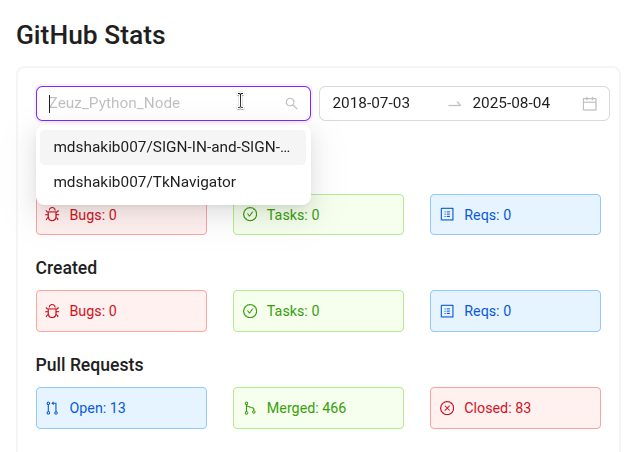 GitHub Stats
Zeuz_Python_Node
2018-07-03 → 2025-08-04
mdshakib007/SIGN-IN-and-SIGN-...
mdshakib007/TkNavigator
Bugs: 0 Tasks: 0 Reqs: 0
Created
Bugs: 0 Tasks: 0 Reqs: 0
Pull Requests
Open: 13 Merged: 466 Closed: 83